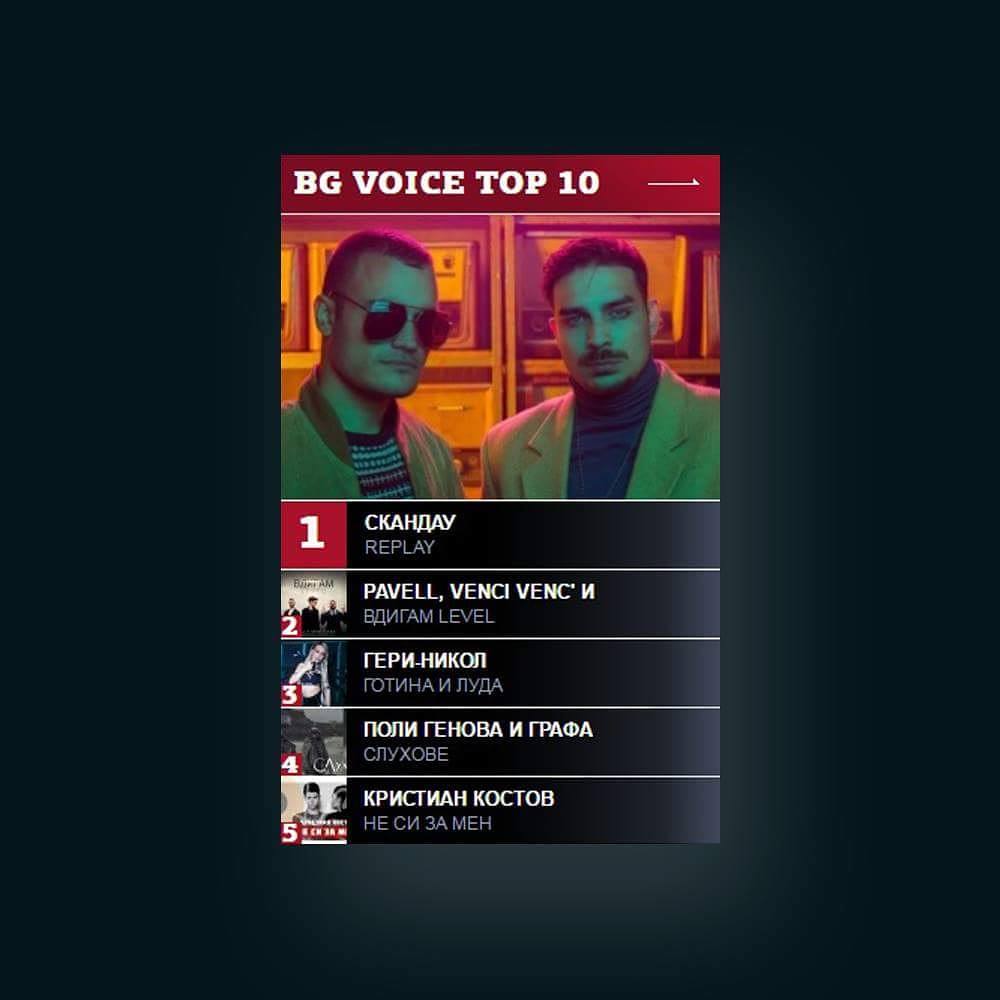 BG VOICE TOP 10
1
СКАНДАУ
REPLAY
ВДИГАМ
2
PAVELL, VENCI VENC' И
ВДИГАМ LEVEL
3
ГЕРИ-НИКОЛ
ГОТИНА И ЛУДА
4
ПОЛИ ГЕНОВА И ГРАФА
СЛУХОВЕ
5
КРИСТИАН КОСТОВ
НЕ СИ ЗА МЕН